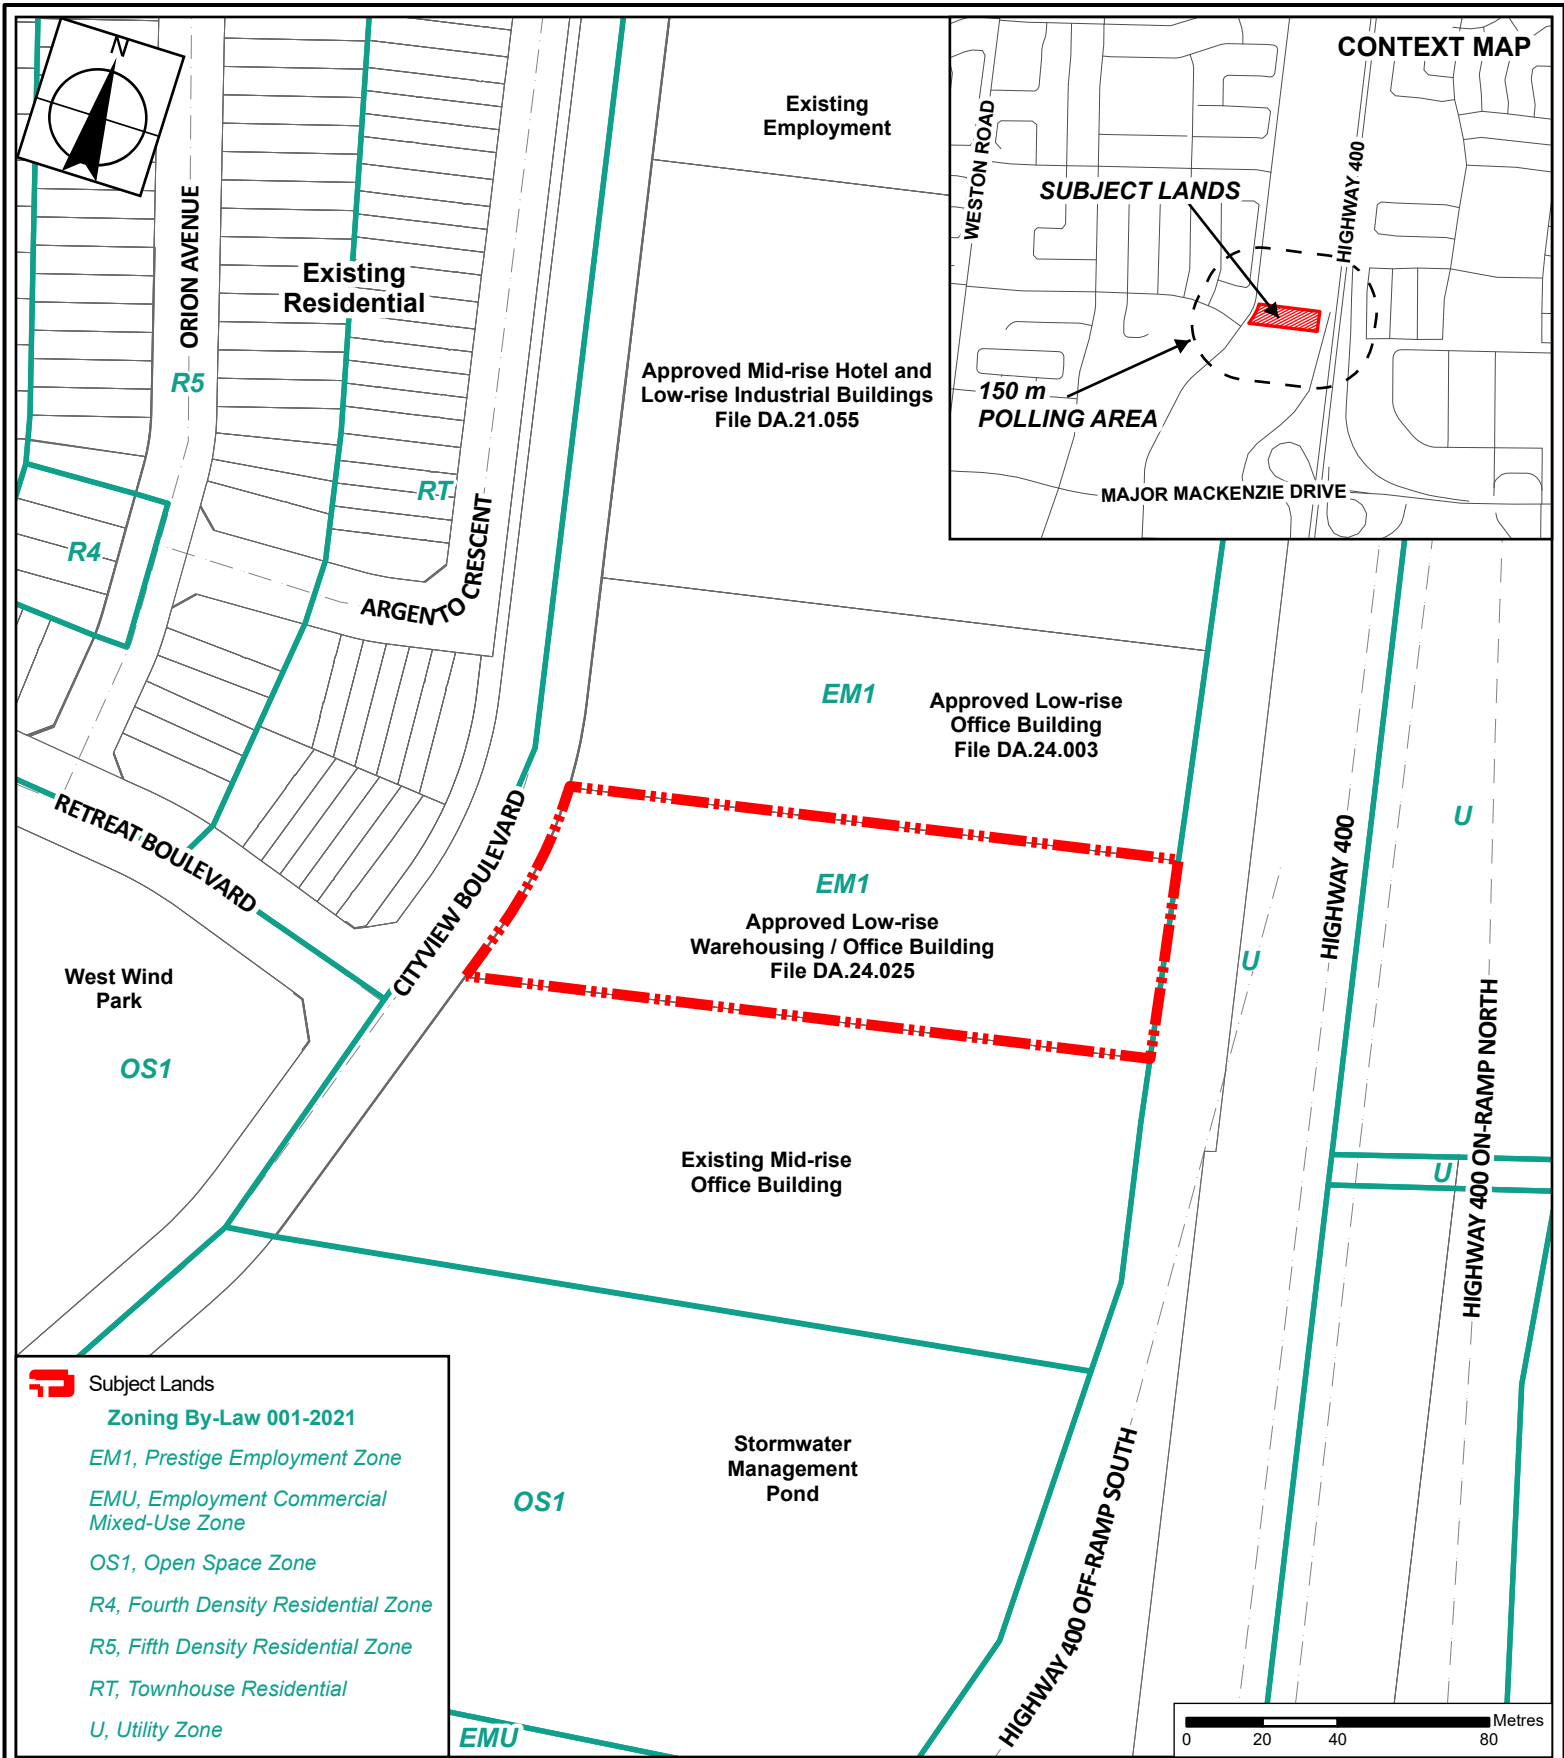 N
CONTEXT MAP
WESTON ROAD
HIGHWAY 400
SUBJECT LANDS
150 m
POLLING AREA
MAJOR MACKENZIE DRIVE
Existing
Employment
ORION AVENUE
Existing
Residential
R5
Approved Mid-rise Hotel and
Low-rise Industrial Buildings
File DA.21.055
RT
R4
ARGENTO CRESCENT
EM1
Approved Low-rise
Office Building
File DA.24.003
RETREAT BOULEVARD
CITYVIEW BOULEVARD
EM1
Approved Low-rise
Warehousing / Office Building
File DA.24.025
HIGHWAY 400
U
U
West Wind
Park
OS1
HIGHWAY 400 ON-RAMP NORTH
U
Existing Mid-rise
Office Building
Stormwater
Management
Pond
OS1
HIGHWAY 400 OFF-RAMP SOUTH
EMU
Subject Lands
Zoning By-Law 001-2021
EM1, Prestige Employment Zone
EMU, Employment Commercial
Mixed-Use Zone
OS1, Open Space Zone
R4, Fourth Density Residential Zone
R5, Fifth Density Residential Zone
RT, Townhouse Residential
U, Utility Zone
Metres
0 20 40 80